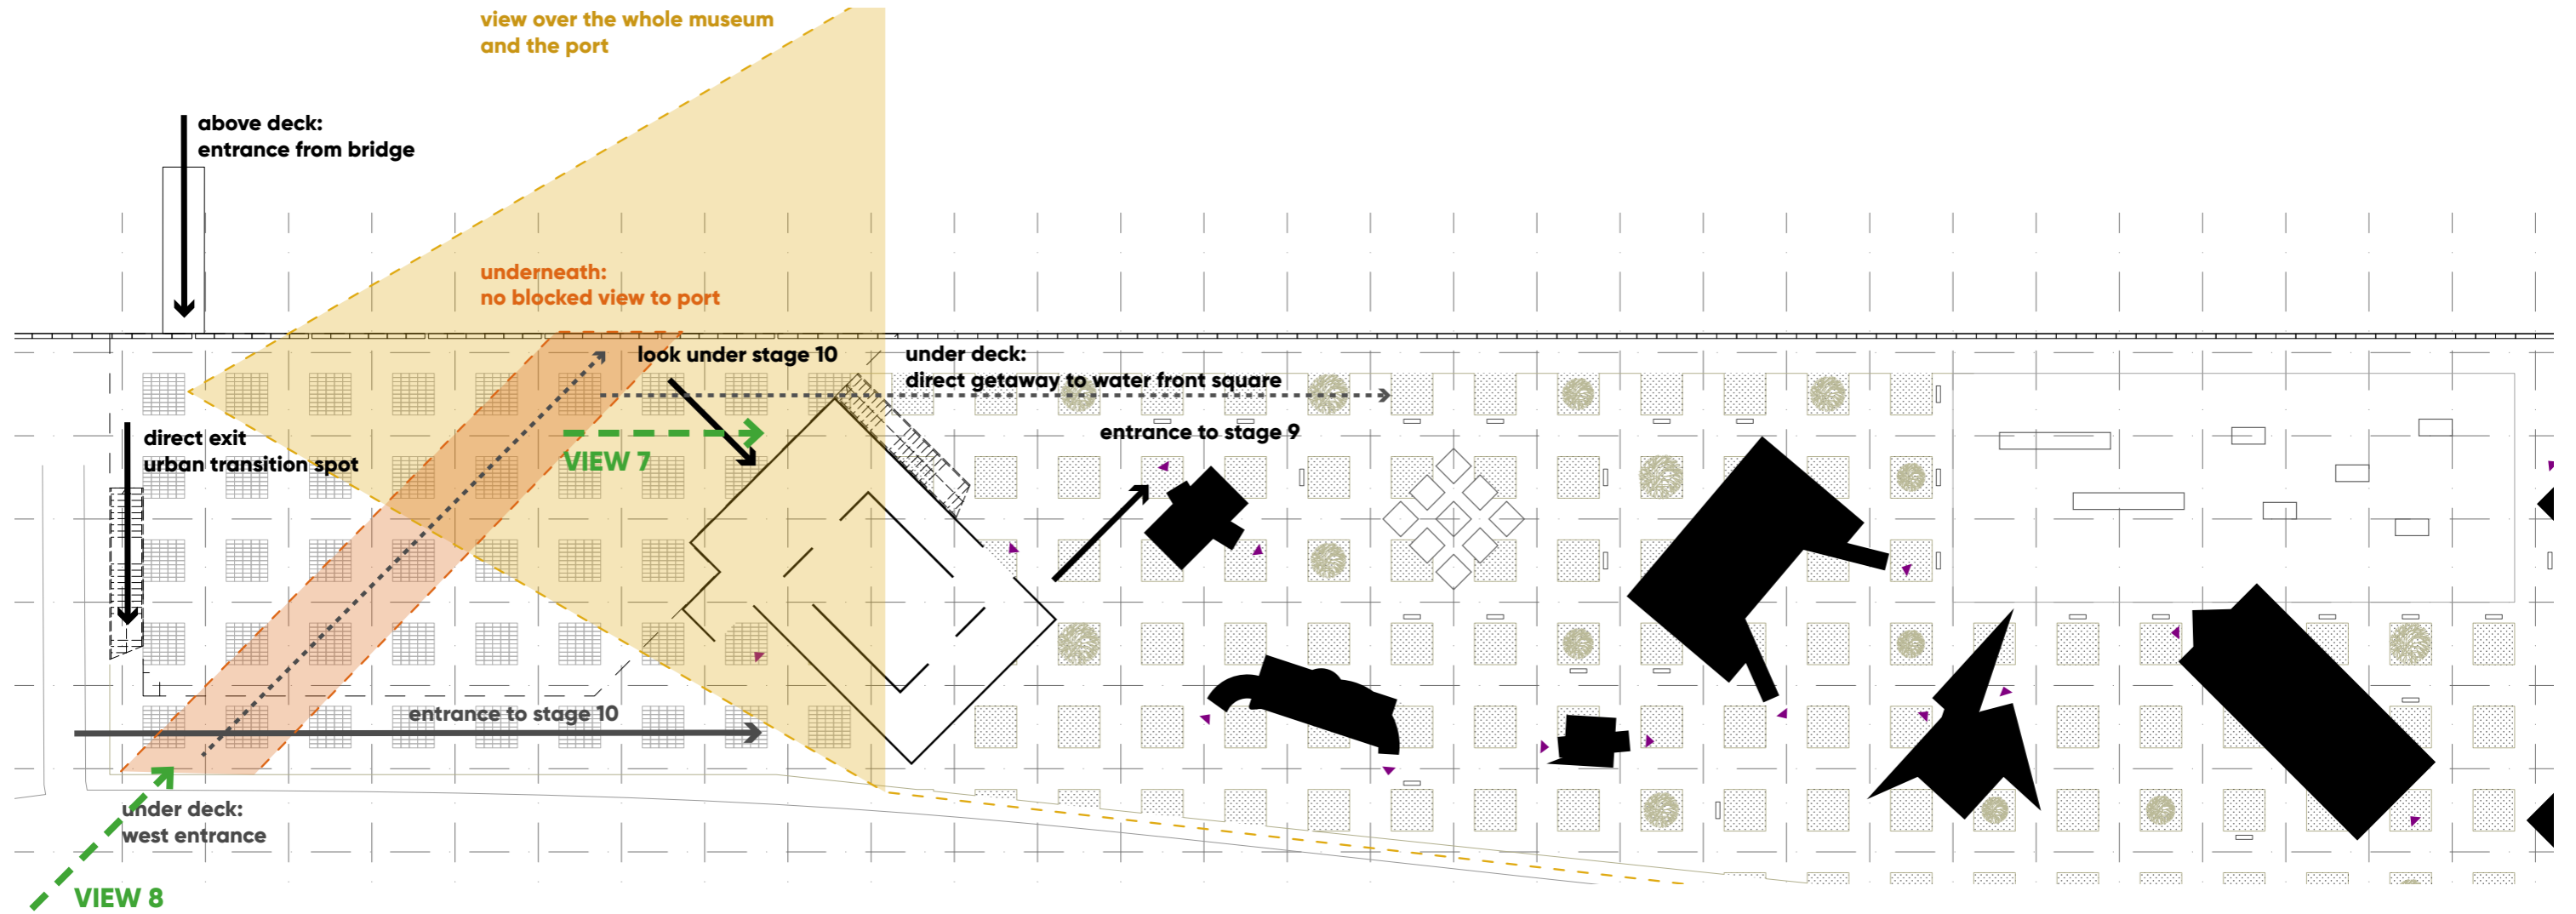 view over the whole museum
and the port
above deck:
entrance from bridge
underneath:
no blocked view to port
look under stage 10
under deck:
direct getaway to water front square
direct exit
urban transition spot
VIEW 7
entrance to stage 9
entrance to stage 10
under deck:
west entrance
VIEW 8